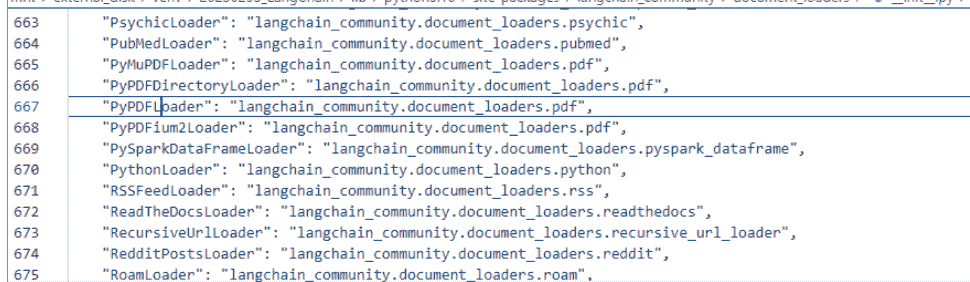 663 "PsychicLoader": "langchain_community.document_loaders.psychic",
664 "PubMedLoader": "langchain_community.document_loaders.pubmed",
665 "PyMuPDFLoader": "langchain_community.document_loaders.pdf",
666 "PyPDFDirectoryLoader": "langchain_community.document_loaders.pdf",
667 "PyPDFLoader": "langchain_community.document_loaders.pdf",
668 "PyPDFium2Loader": "langchain_community.document_loaders.pdf",
669 "PySparkDataFrameLoader": "langchain_community.document_loaders.pyspark_dataframe",
670 "PythonLoader": "langchain_community.document_loaders.python",
671 "RSSFeedLoader": "langchain_community.document_loaders.rss",
672 "ReadTheDocsLoader": "langchain_community.document_loaders.readthedocs",
673 "RecursiveUrlLoader": "langchain_community.document_loaders.recursive_url_loader",
674 "RedditPostsLoader": "langchain_community.document_loaders.reddit",
675 "RoamLoader": "langchain_community.document_loaders.roam",